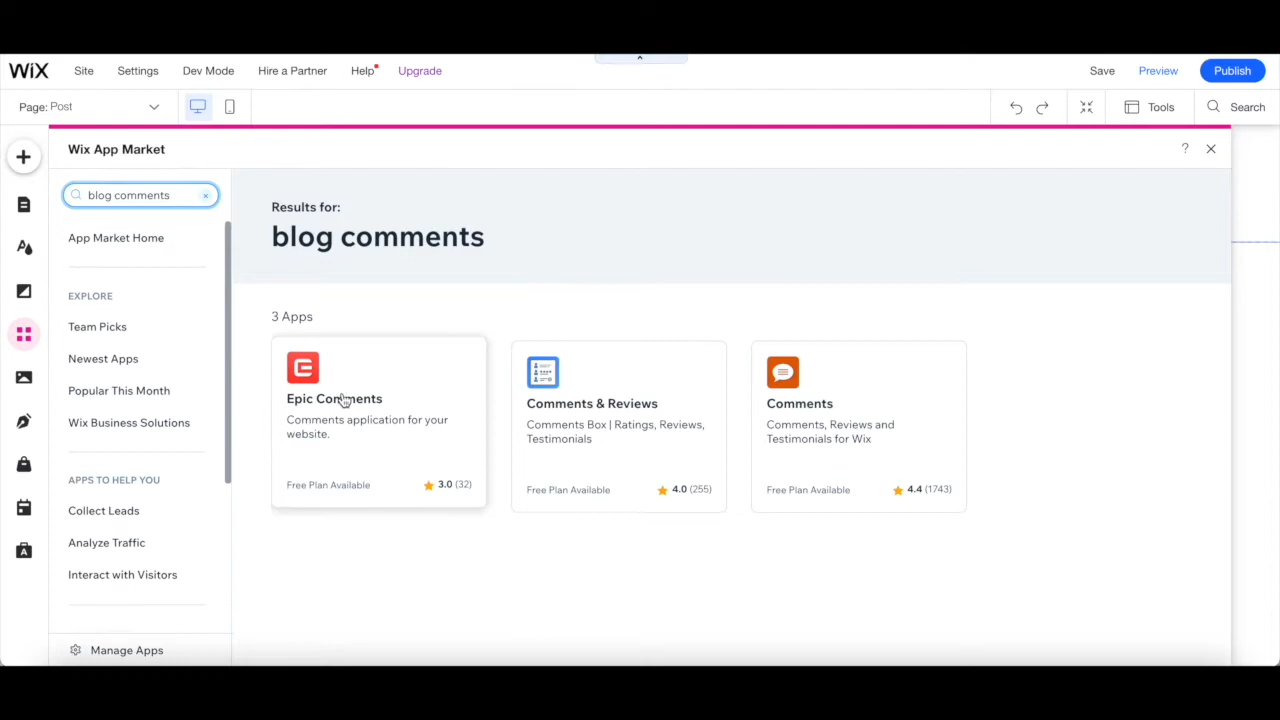 WiX Site Settings Dev Mode Hire a Partner Help Upgrade Save Preview Publish
Page: Post Tools Search
Wix App Market ?
blog comments
App Market Home
EXPLORE
Team Picks
Newest Apps
Popular This Month
Wix Business Solutions
APPS TO HELP YOU
Collect Leads
Analyze Traffic
Interact with Visitors
Manage Apps
Results for:
blog comments
3 Apps
Epic Comments
Comments application for your
website.
Free Plan Available 3.0 (32)
Comments & Reviews
Comments Box | Ratings, Reviews,
Testimonials
Free Plan Available 4.0 (255)
Comments
Comments, Reviews and
Testimonials for Wix
Free Plan Available 4.4 (1743)